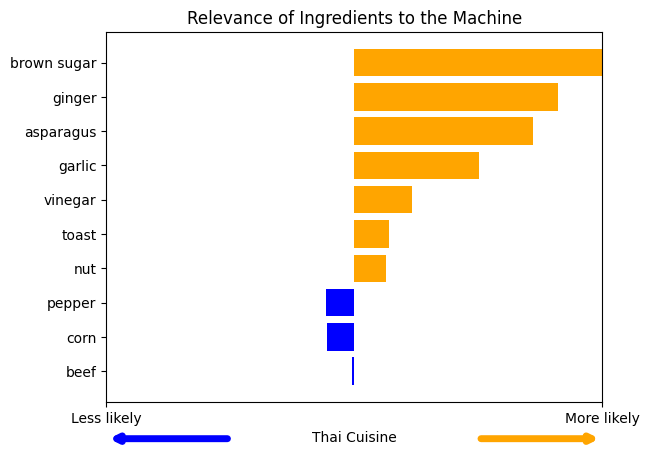 Relevance of Ingredients to the Machine
brown sugar
ginger
asparagus
garlic
vinegar
toast
nut
pepper
corn
beef
Less likely
More likely
Thai Cuisine